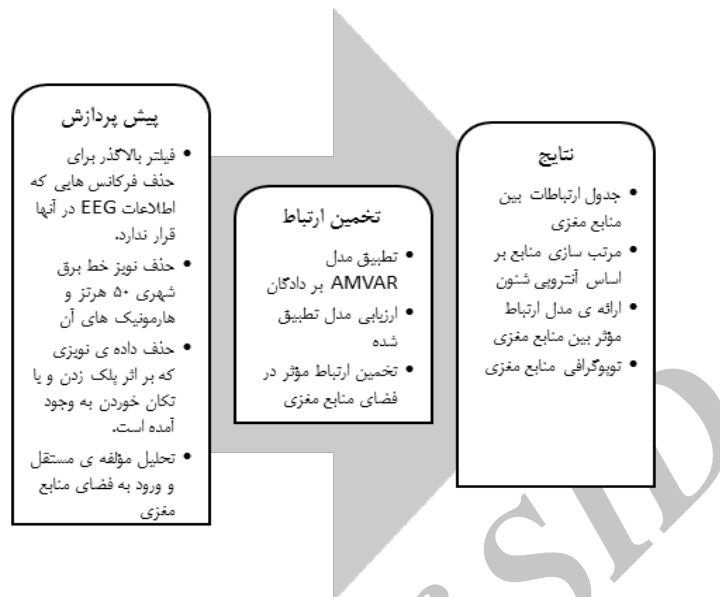 پیش پردازش
• فیلتر بالاگذر برای
حذف فرکانس هایی که
اطلاعات EEG در آنها
قرار ندارد.
• حذف نویز خط برق
شهری ۵۰ هرتز و
هارمونیک های آن
• حذف داده ی نویزی
که بر اثر پلک زدن و یا
تکان خوردن به وجود
آمده است.
• تحلیل مؤلفه ی مستقل
و ورود به فضای منابع
مغزی
تخمین ارتباط
• تطبیق مدل
AMVAR بر دادگان
• ارزیابی مدل تطبیق
شده
• تخمین ارتباط مؤثر در
فضای منابع مغزی
نتایج
• جدول ارتباطات بین
منابع مغزی
• مرتب سازی منابع بر
اساس آنتروپی شنون
• ارائه ی مدل ارتباط
مؤثر بین منابع مغزی
• توپوگرافی منابع مغزی
SID